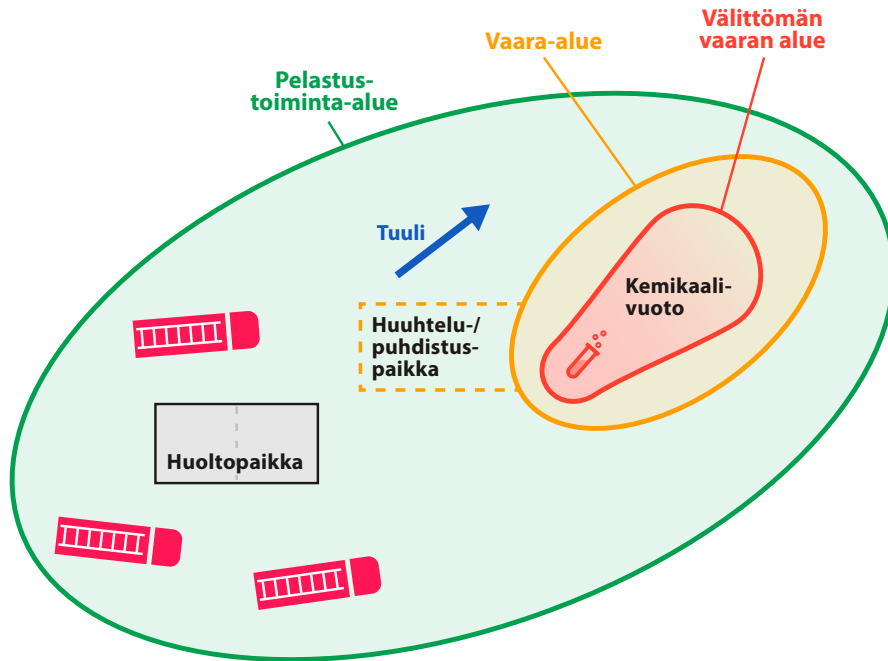 Välittömän
vaaran alue
Vaara-alue
Pelastus-
toiminta-alue
Tuuli
Kemikaali-
vuoto
Huuhtelu-/
puhdistus-
paikka
Huoltopaikka